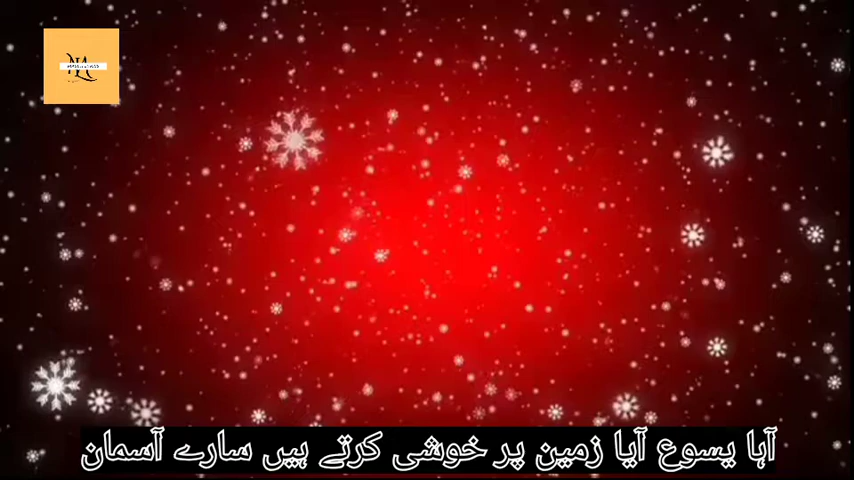 آہا یسوع آیا زمین پر خوشی کرتے ہیں سارے آسمان